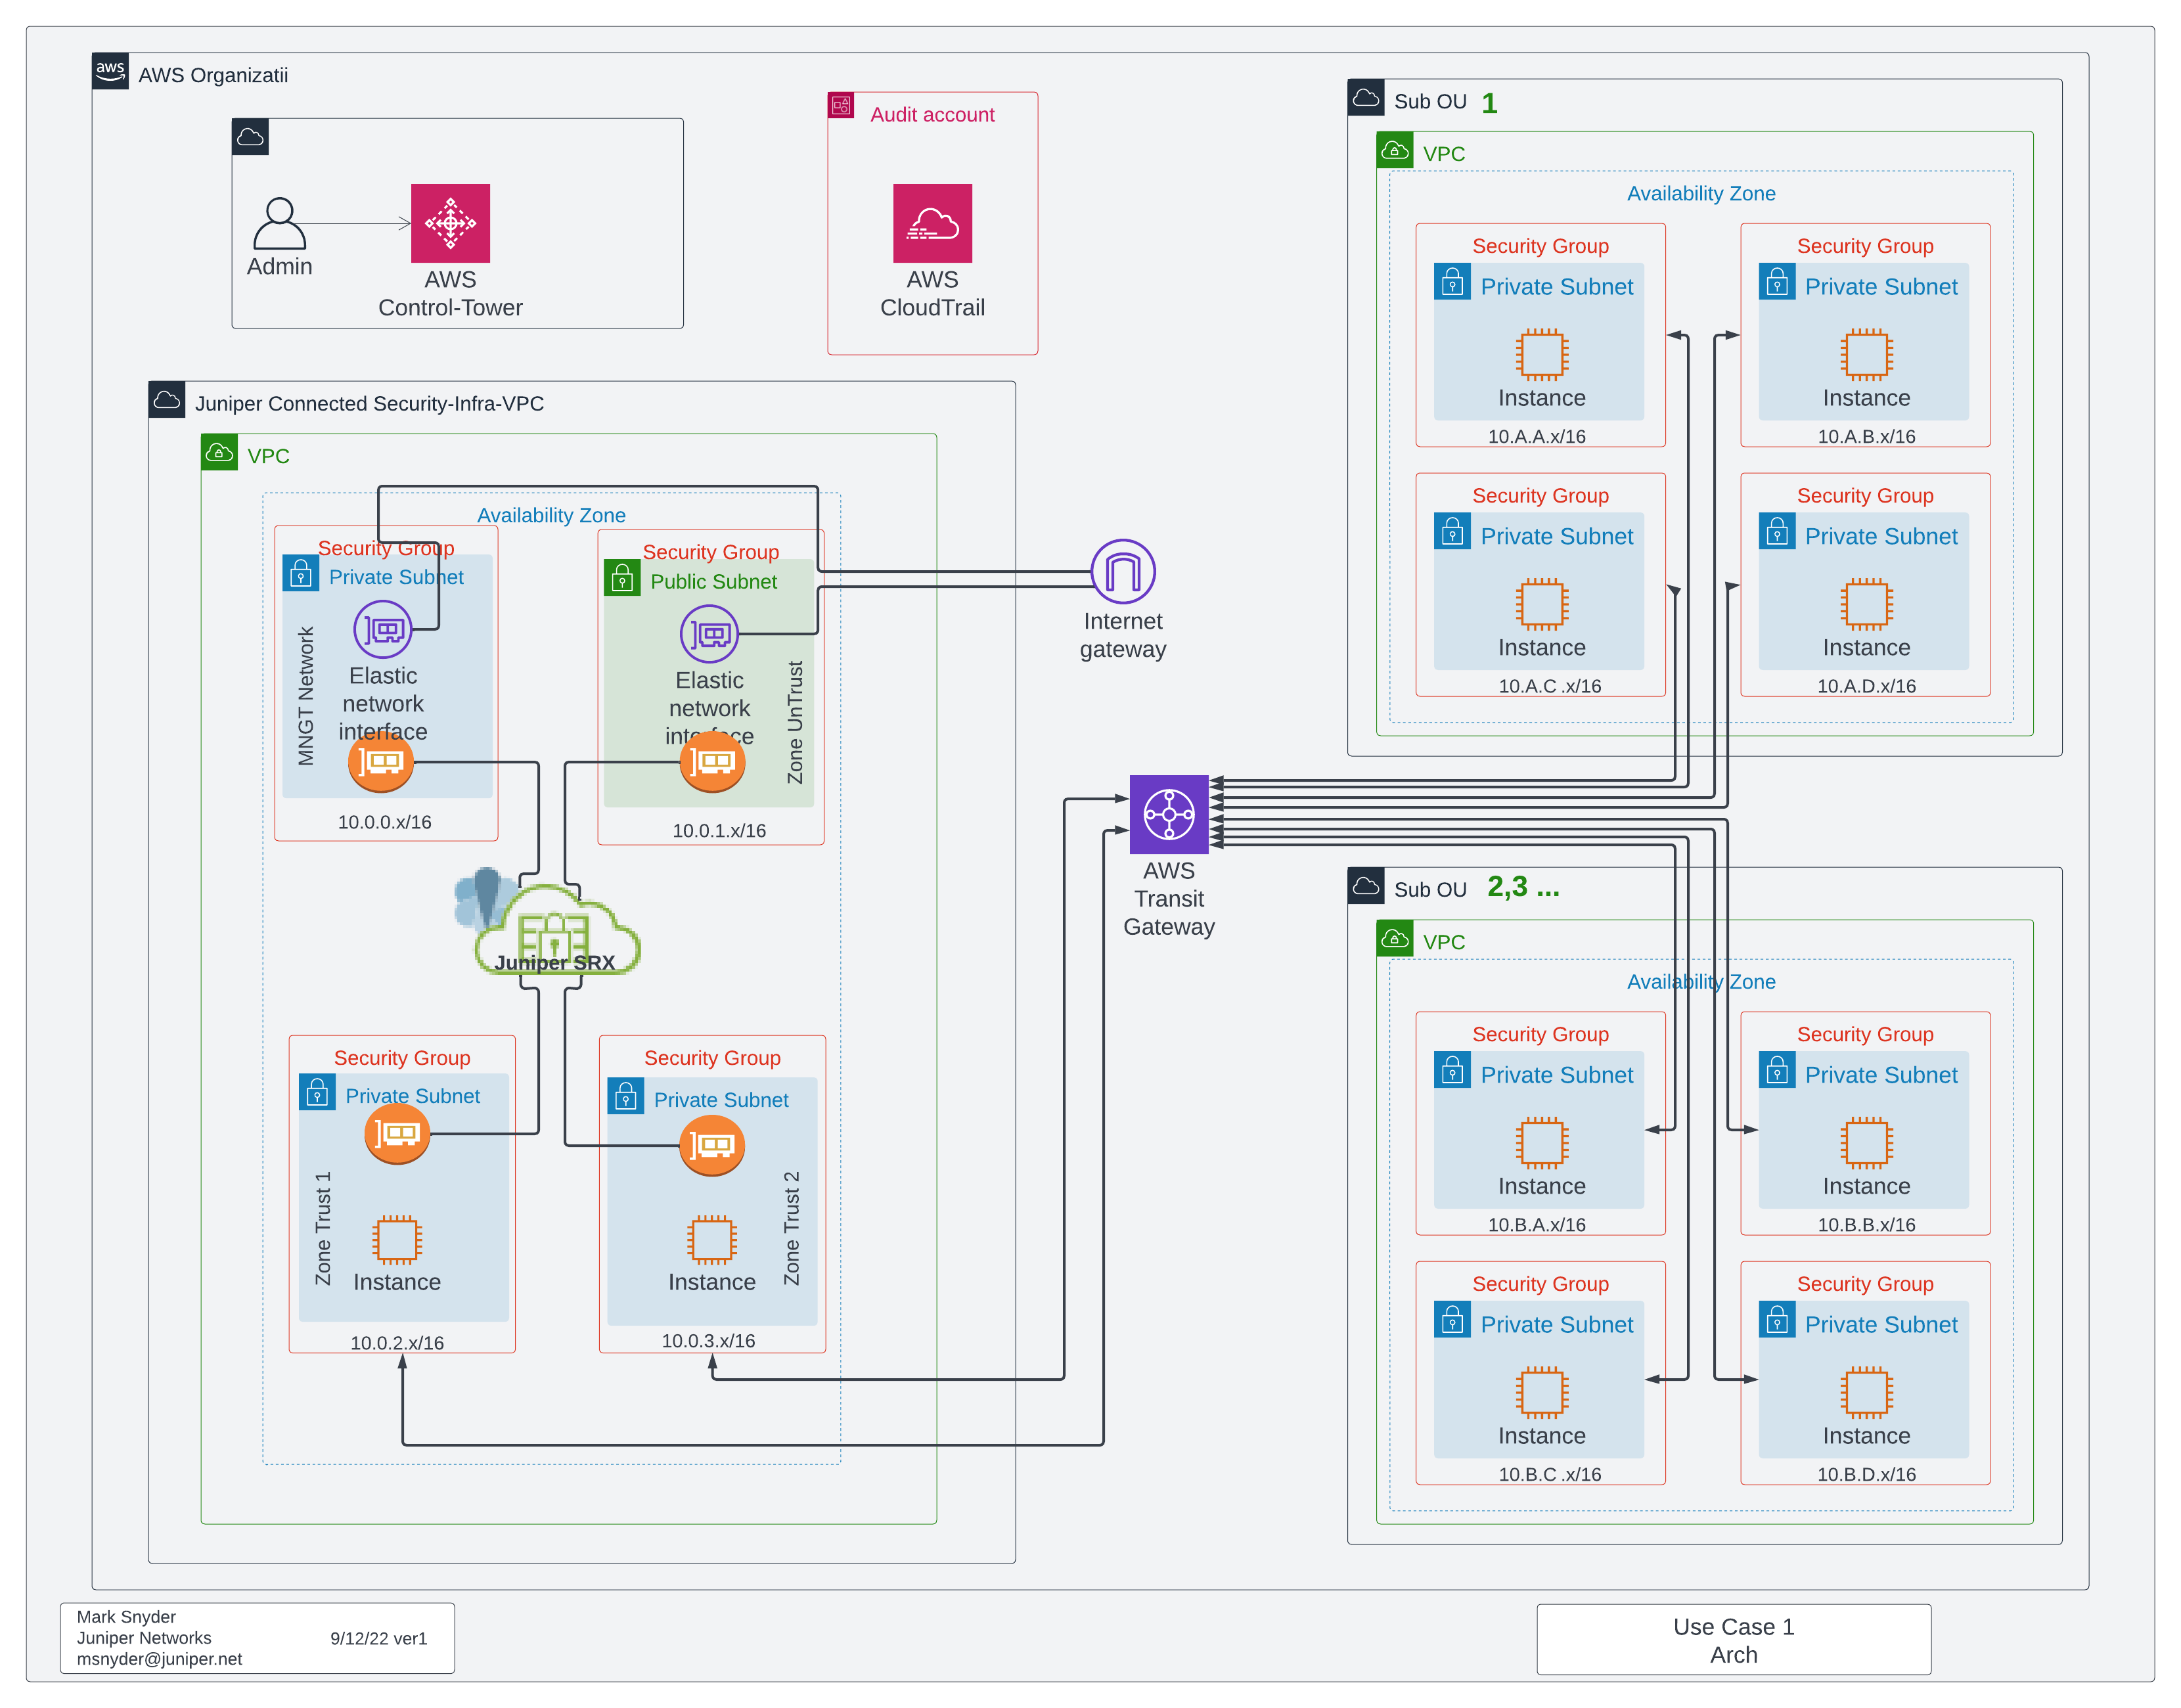 aws
AWS Organizatii
Admin
AWS
Control-Tower
Audit account
AWS
CloudTrail
Juniper Connected Security-Infra-VPC
VPC
Availability Zone
Security Group
Private Subnet
MNGT Network
Elastic
network
interface
10.0.0.x/16
Security Group
Public Subnet
Elastic
network
interface
Zone UnTrust
10.0.1.x/16
Juniper SRX
Security Group
Private Subnet
Zone Trust 1
Instance
10.0.2.x/16
Security Group
Private Subnet
Zone Trust 2
Instance
10.0.3.x/16
Internet
gateway
AWS
Transit
Gateway
Sub OU 1
VPC
Availability Zone
Security Group
Private Subnet
Instance
10.A.A.x/16
Security Group
Private Subnet
Instance
10.A.B.x/16
Security Group
Private Subnet
Instance
10.A.C .x/16
Security Group
Private Subnet
Instance
10.A.D.x/16
Sub OU 2,3 ...
VPC
Availability Zone
Security Group
Private Subnet
Instance
10.B.A.x/16
Security Group
Private Subnet
Instance
10.B.B.x/16
Security Group
Private Subnet
Instance
10.B.C .x/16
Security Group
Private Subnet
Instance
10.B.D.x/16
Mark Snyder
Juniper Networks 9/12/22 ver1
msnyder@juniper.net
Use Case 1
Arch